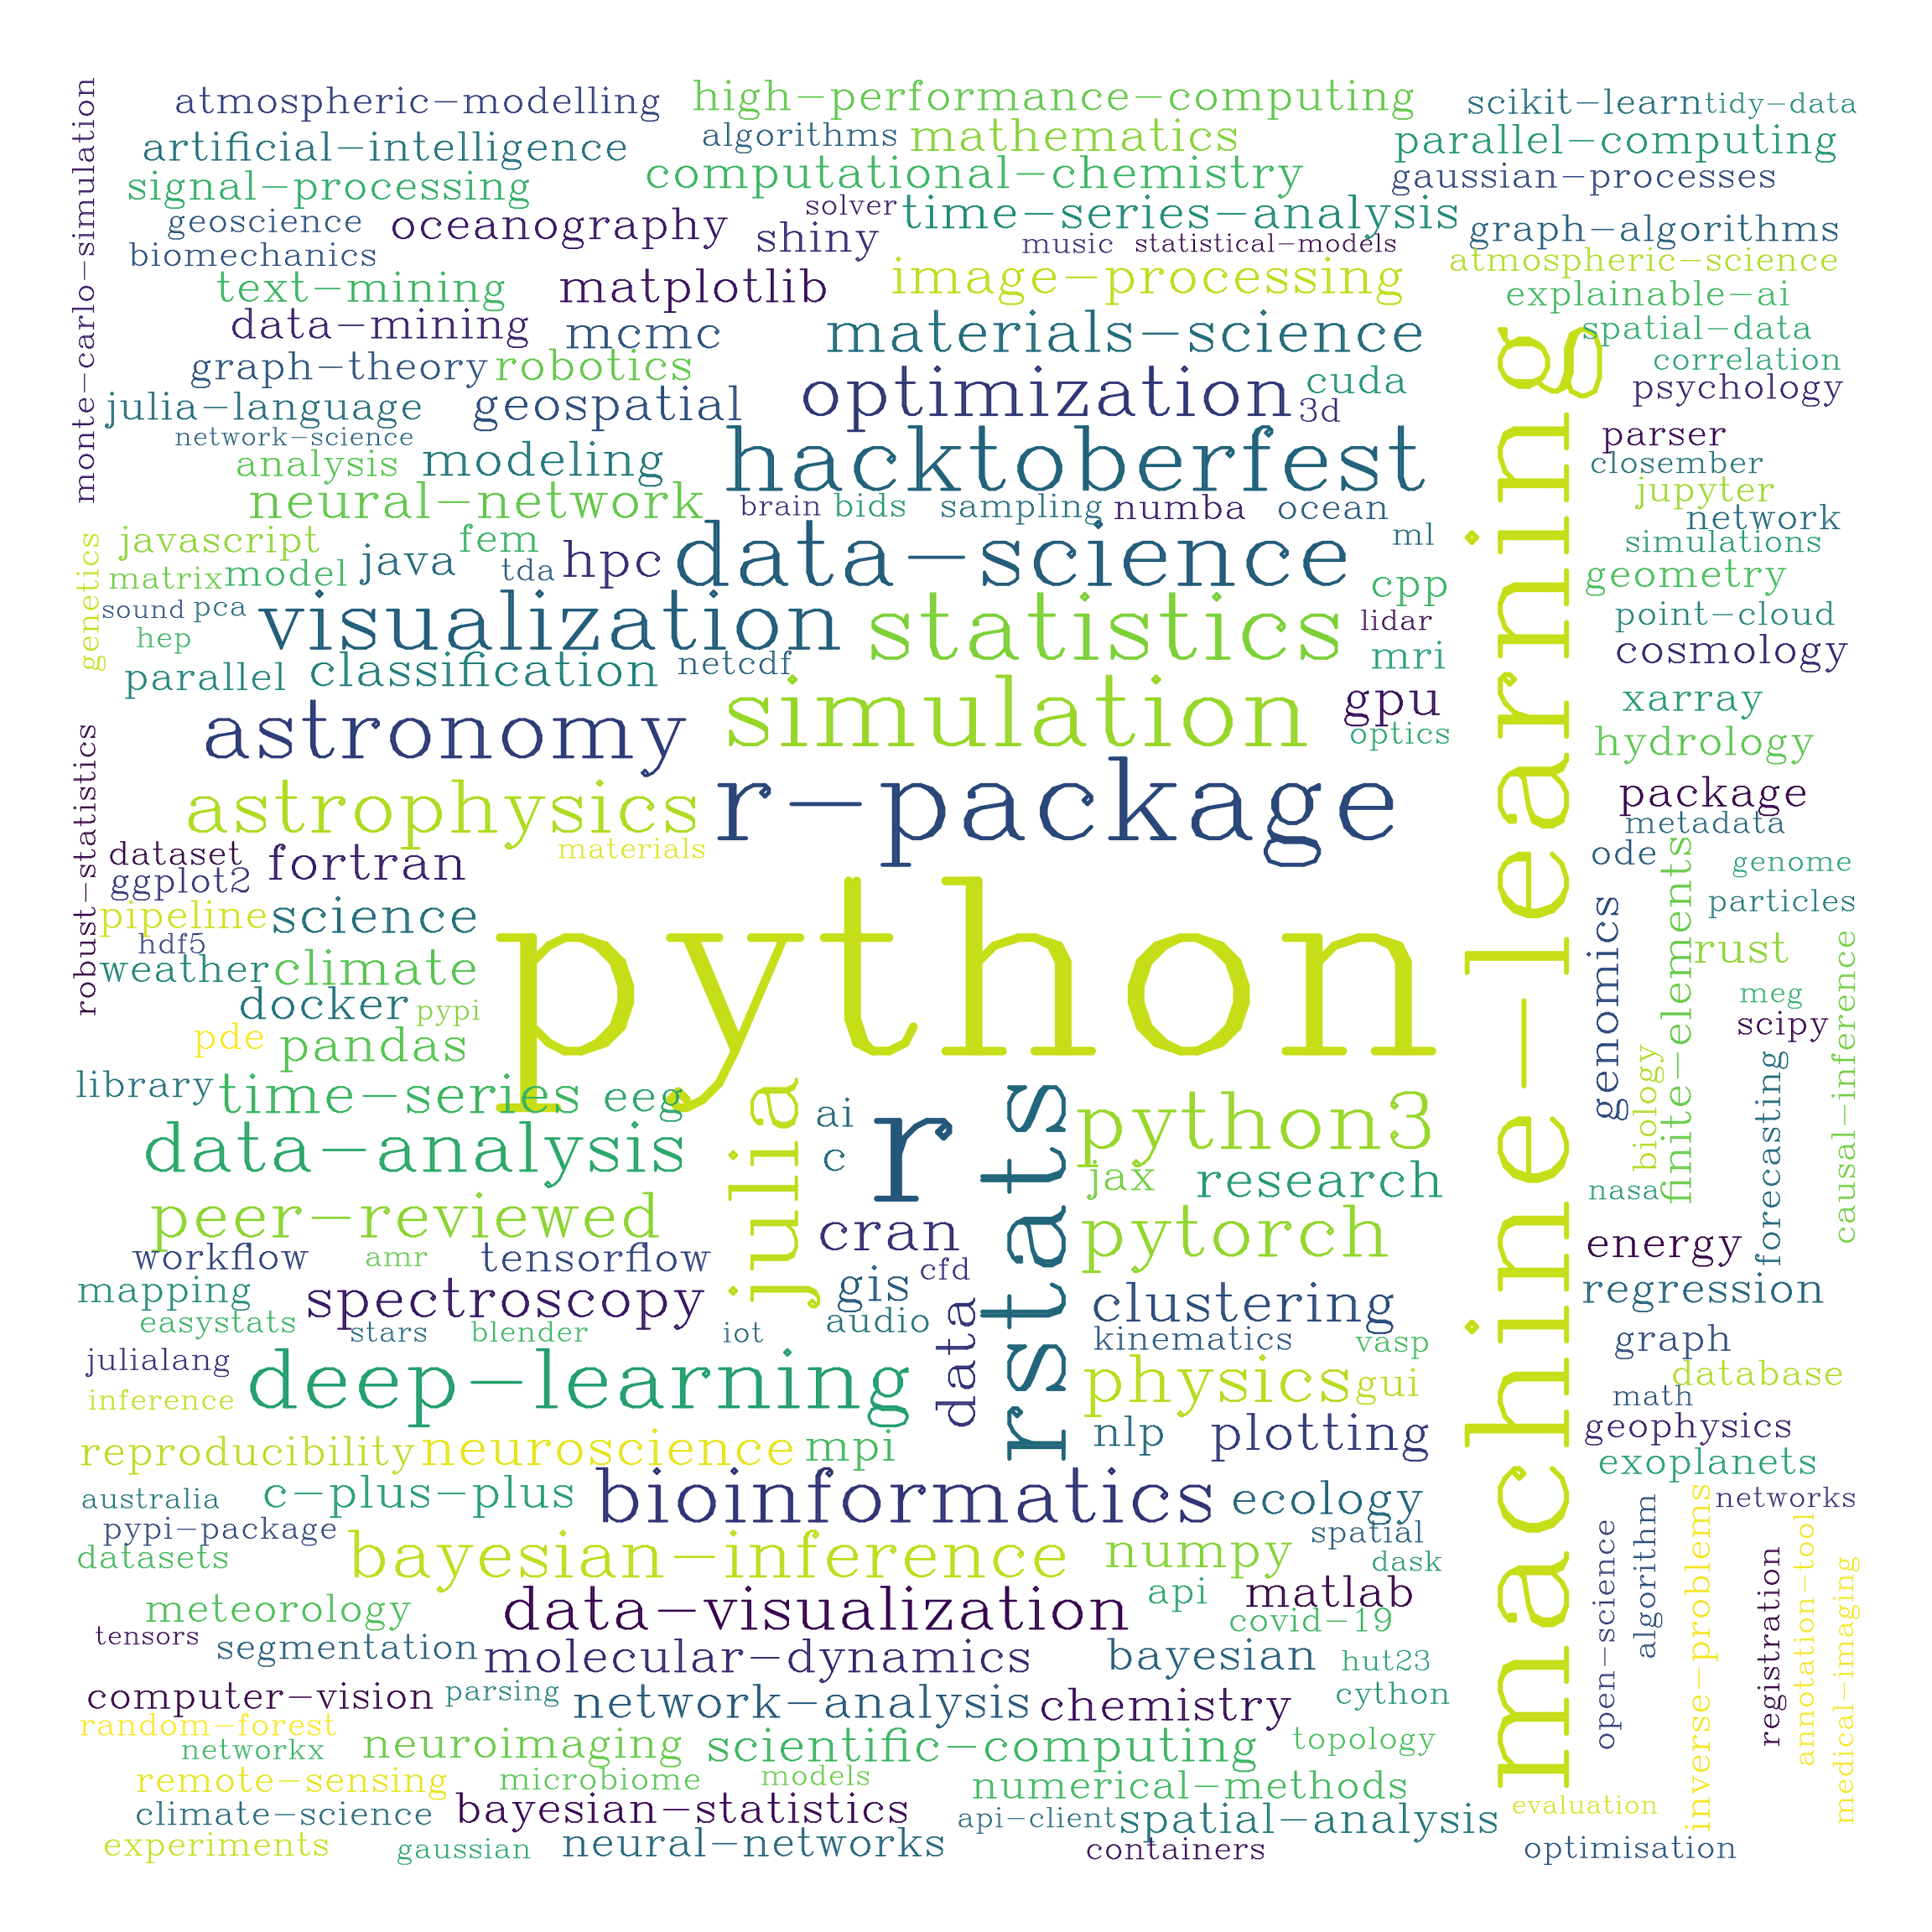 atmospheric-modelling
high-performance-computing
scikit-learn
tidy-data
monte-carlo-simulation
artificial-intelligence
algorithms
mathematics
parallel-computing
signal-processing
computational-chemistry
gaussian-processes
geoscience
oceanography
solver
time-series-analysis
shiny
music
statistical-models
graph-algorithms
biomechanics
atmospheric-science
text-mining
matplotlib
image-processing
explainable-ai
data-mining
mcmc
materials-science
spatial-data
graph-theory
robotics
correlation
optimization
cuda
psychology
julia-language
geospatial
3d
network-science
parser
hacktoberfest
machine-learning
analysis
modeling
closember
jupyter
neural-network
brain
bids
sampling
numba
ocean
network
genetics
javascript
fem
java
hpc
data-science
ml
simulations
matrix
model
tda
cpp
geometry
sound
pca
visualization
statistics
lidar
point-cloud
hep
netcdf
mri
cosmology
parallel
classification
simulation
gpu
xarray
astronomy
optics
hydrology
robust-statistics
astrophysics
r-package
package
metadata
dataset
materials
fortran
ode
genome
ggplot2
finite-elements
pipeline
science
particles
hdf5
genomics
rust
weather
climate
python
meg
docker
pypi
scipy
causal-inference
pde
pandas
library
time-series
eeg
biology
forecasting
julia
ai
r
rstats
python3
data-analysis
c
jax
research
nasa
peer-reviewed
cran
pytorch
workflow
amr
tensorflow
energy
mapping
spectroscopy
gis
cfd
clustering
regression
easystats
stars
blender
iot
audio
data
kinematics
vasp
graph
julialang
deep-learning
physics
gui
database
inference
math
reproducibility
neuroscience
mpi
nlp
plotting
geophysics
exoplanets
australia
c-plus-plus
bioinformatics
ecology
networks
pypi-package
spatial
datasets
bayesian-inference
numpy
dask
open-science
algorithm
inverse-problems
registration
annotation-tool
medical-imaging
meteorology
data-visualization
api
matlab
covid-19
tensors
segmentation
molecular-dynamics
bayesian
hut23
computer-vision
parsing
network-analysis
chemistry
cython
random-forest
networkx
neuroimaging
scientific-computing
topology
remote-sensing
microbiome
models
numerical-methods
climate-science
bayesian-statistics
api-client
spatial-analysis
evaluation
experiments
gaussian
neural-networks
containers
optimisation